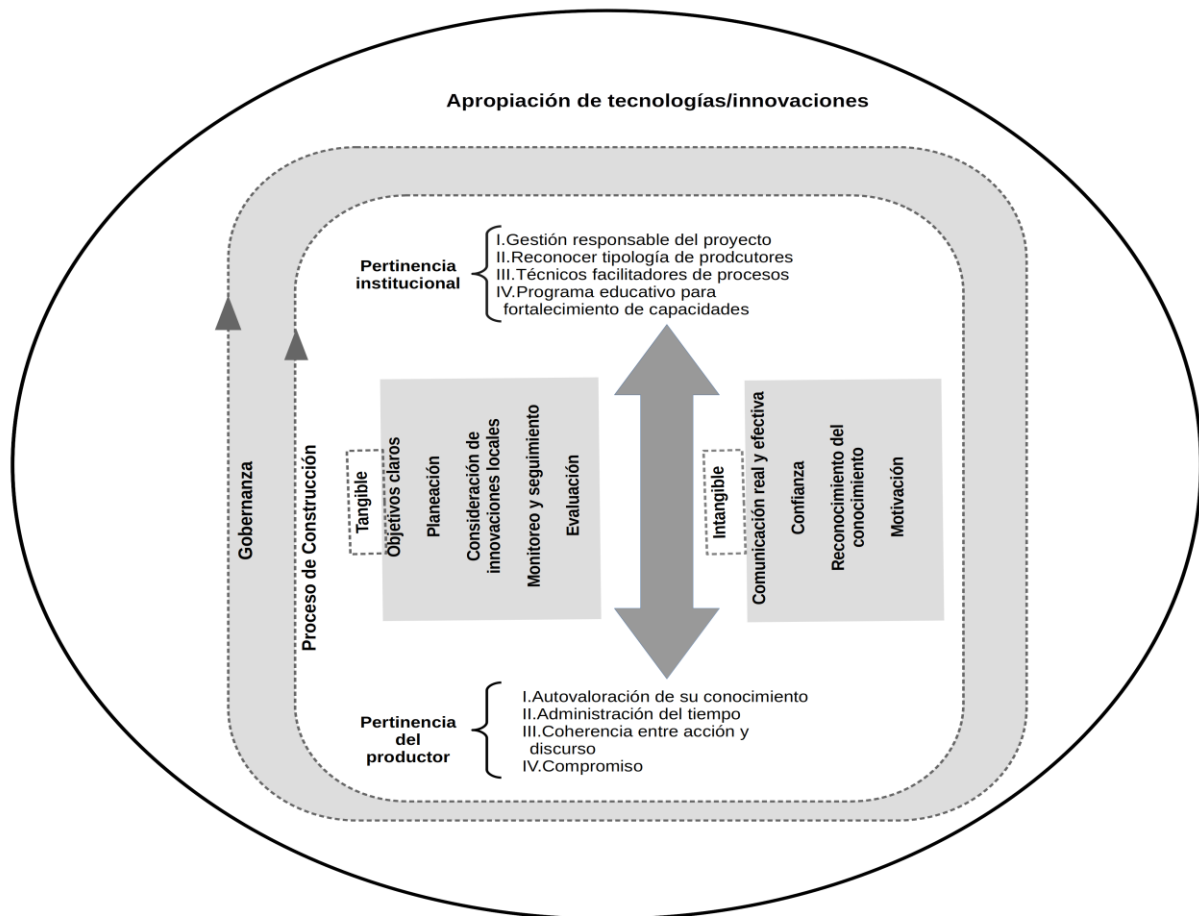 Apropiación de tecnologías/innovaciones
Pertinencia
institucional
I.Gestión responsable del proyecto
II.Reconocer tipología de prodcutores
III.Técnicos facilitadores de procesos
IV.Programa educativo para
fortalecimiento de capacidades
Gobernanza
Proceso de Construcción
Tangible
Objetivos claros
Planeación
Consideración de
innovaciones locales
Monitoreo y seguimiento
Evaluación
Intangible
Comunicación real y efectiva
Confianza
Reconocimiento del
conocimiento
Motivación
Pertinencia
del
productor
I.Autovaloración de su conocimiento
II.Administración del tiempo
III.Coherencia entre acción y
discurso
IV.Compromiso